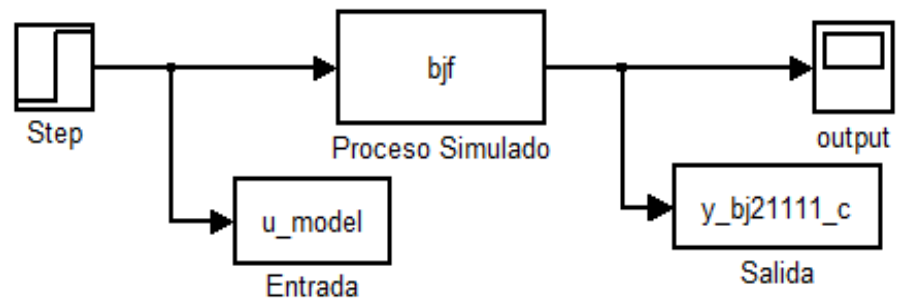 bjf
Step
Proceso Simulado
output
u_model
Entrada
y_bj21111_c
Salida